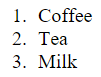 1. Coffee
2. Tea
3. Milk